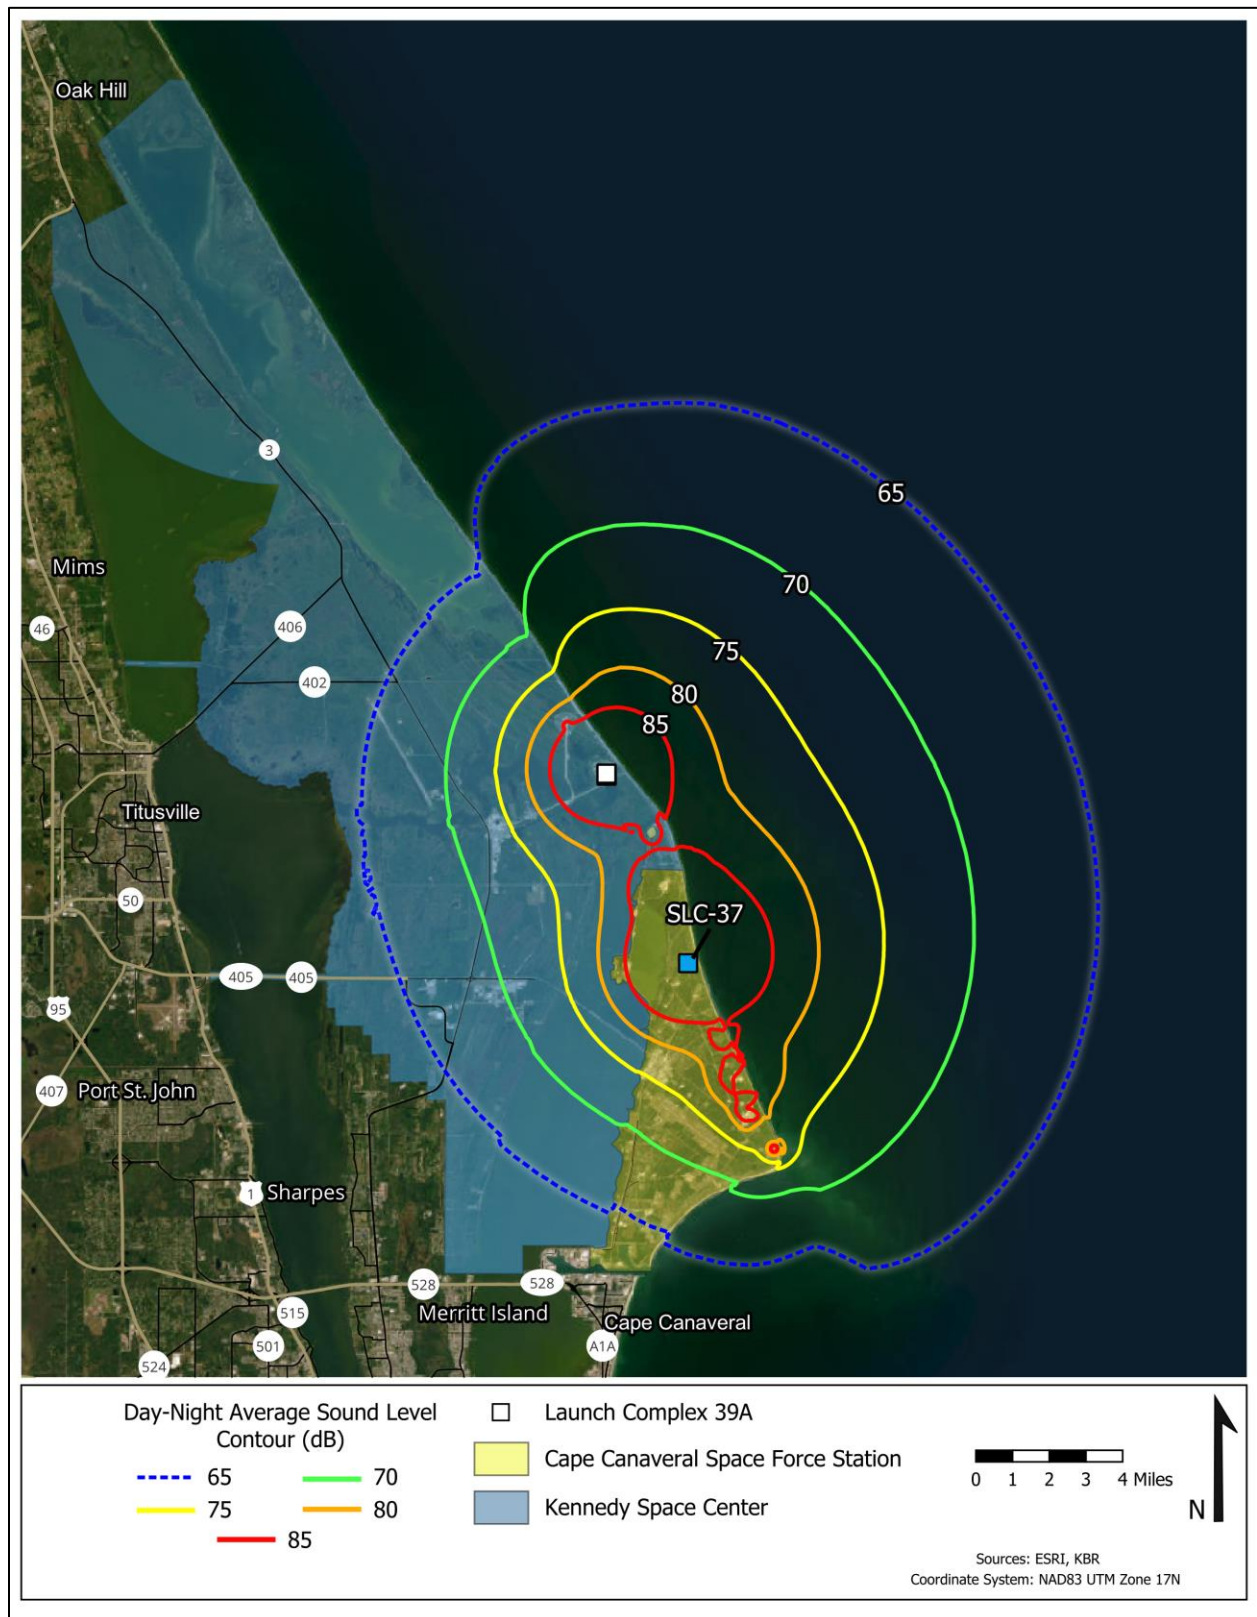 Oak Hill
3
65
Mims
70
46
406
75
402
80
85
Titusville
50
SLC-37
405
405
95
407
Port St. John
1
Sharpes
528
528
515
Merritt Island
Cape Canaveral
501
A1A
524
Day-Night Average Sound Level
Contour (dB)
65
70
75
80
85
Launch Complex 39A
Cape Canaveral Space Force Station
Kennedy Space Center
0 1 2 3 4 Miles
N
Sources: ESRI, KBR
Coordinate System: NAD83 UTM Zone 17N